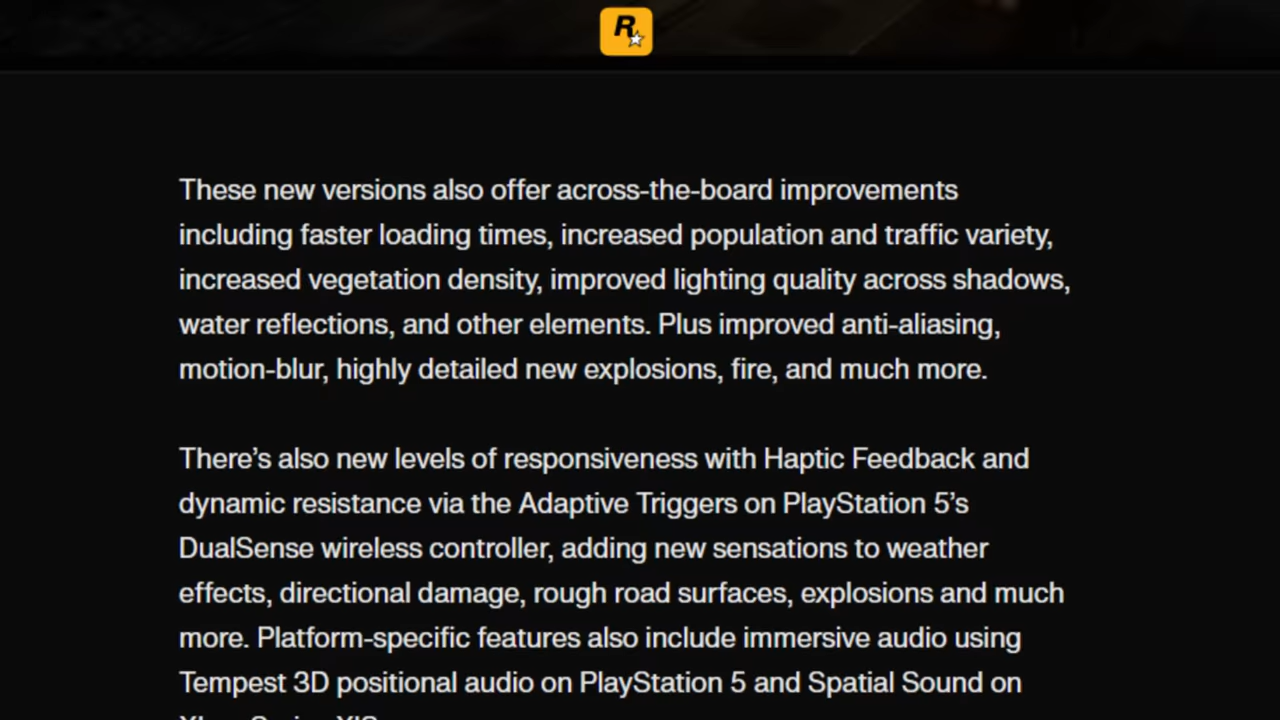 R
These new versions also offer across-the-board improvements
including faster loading times, increased population and traffic variety,
increased vegetation density, improved lighting quality across shadows,
water reflections, and other elements. Plus improved anti-aliasing,
motion-blur, highly detailed new explosions, fire, and much more.
There’s also new levels of responsiveness with Haptic Feedback and
dynamic resistance via the Adaptive Triggers on PlayStation 5’s
DualSense wireless controller, adding new sensations to weather
effects, directional damage, rough road surfaces, explosions and much
more. Platform-specific features also include immersive audio using
Tempest 3D positional audio on PlayStation 5 and Spatial Sound on